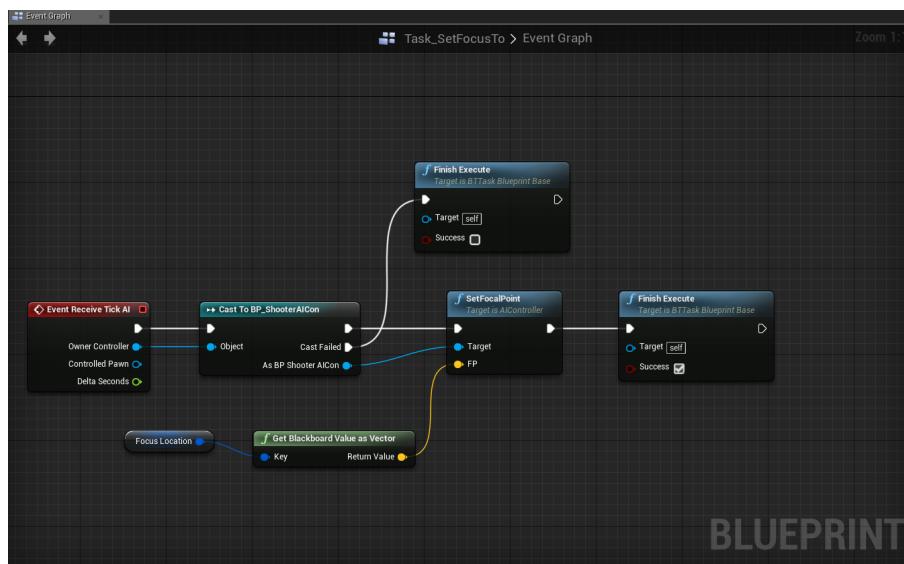 Event Graph
Task_SetFocusTo > Event Graph
Zoom 1:
Finish Execute
Target is BTTask Blueprint Base
Target self
Success
Event Receive Tick AI
Owner Controller
Controlled Pawn
Delta Seconds
Cast To BP_ShooterAICon
Object
Cast Failed
As BP Shooter AICon
SetFocalPoint
Target is AIController
Target
FP
Finish Execute
Target is BTTask Blueprint Base
Target self
Success
Focus Location
Get Blackboard Value as Vector
Key Return Value
BLUEPRINT